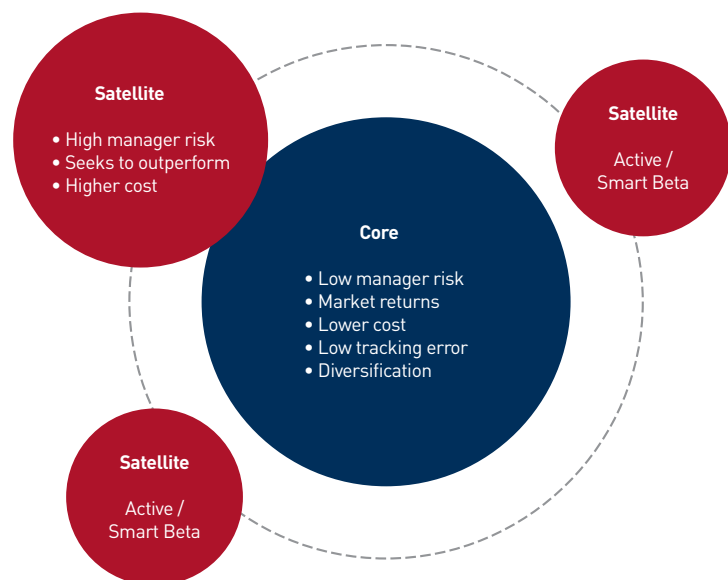 Satellite
• High manager risk
• Seeks to outperform
• Higher cost
Satellite
Active /
Smart Beta
Core
• Low manager risk
• Market returns
• Lower cost
• Low tracking error
• Diversification
Satellite
Active /
Smart Beta